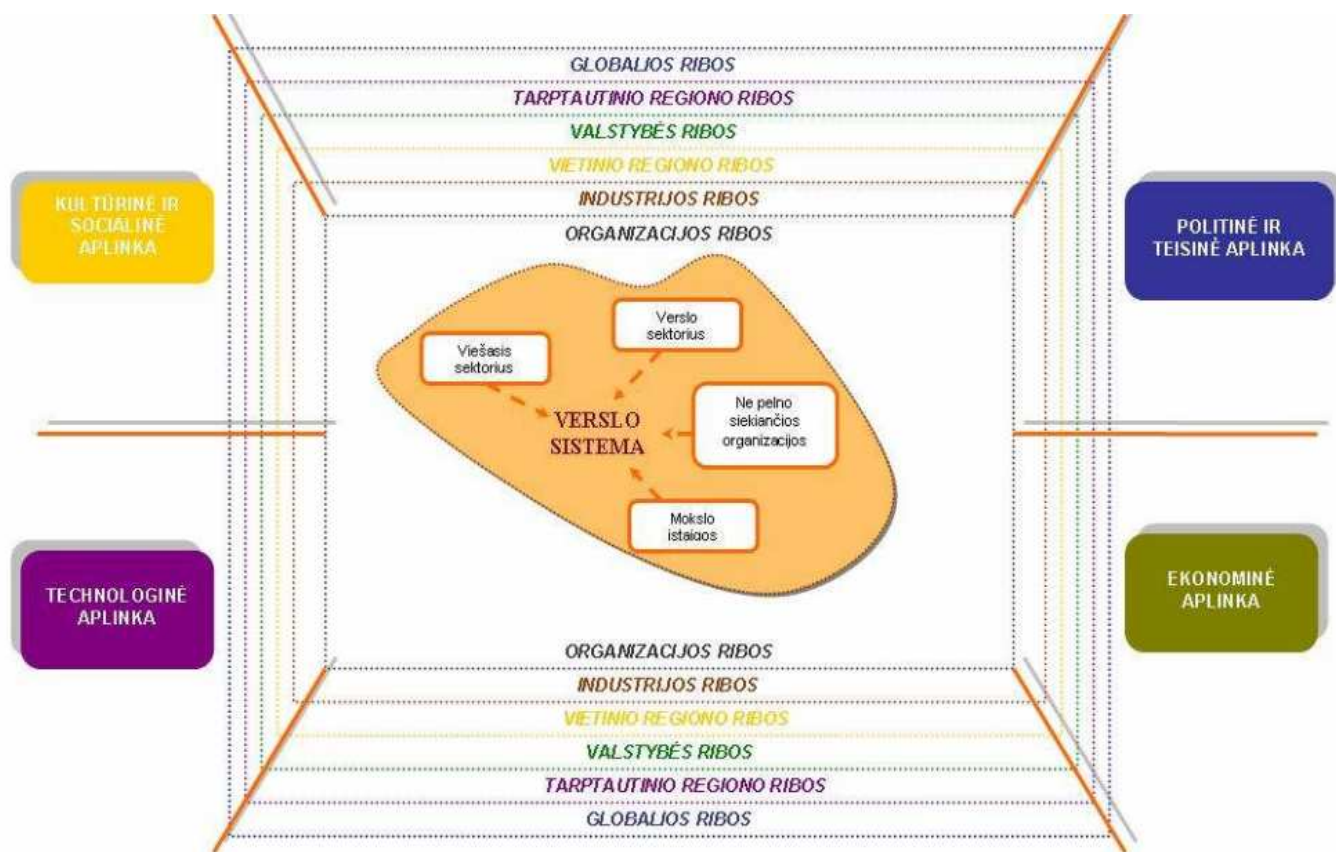 GLOBALIOS RIBOS
TARPTAUTINIO REGIONO RIBOS
VALSTYBĖS RIBOS
VIETINIO REGIONO RIBOS
INDUSTRIJOS RIBOS
ORGANIZACIJOS RIBOS
KULTŪRINĖ IR
SOCIALINĖ
APLINKA
POLITINĖ IR
TEISINĖ APLINKA
Verslo
sektorius
Viešasis
sektorius
Ne pelno
siekiančios
organizacijos
VERSLO
SISTEMA
Mokslo
įstaigos
TECHNOLOGINĖ
APLINKA
EKONOMINĖ
APLINKA
ORGANIZACIJOS RIBOS
INDUSTRIJOS RIBOS
VIETINIO REGIONO RIBOS
VALSTYBĖS RIBOS
TARPTAUTINIO REGIONO RIBOS
GLOBALIOS RIBOS